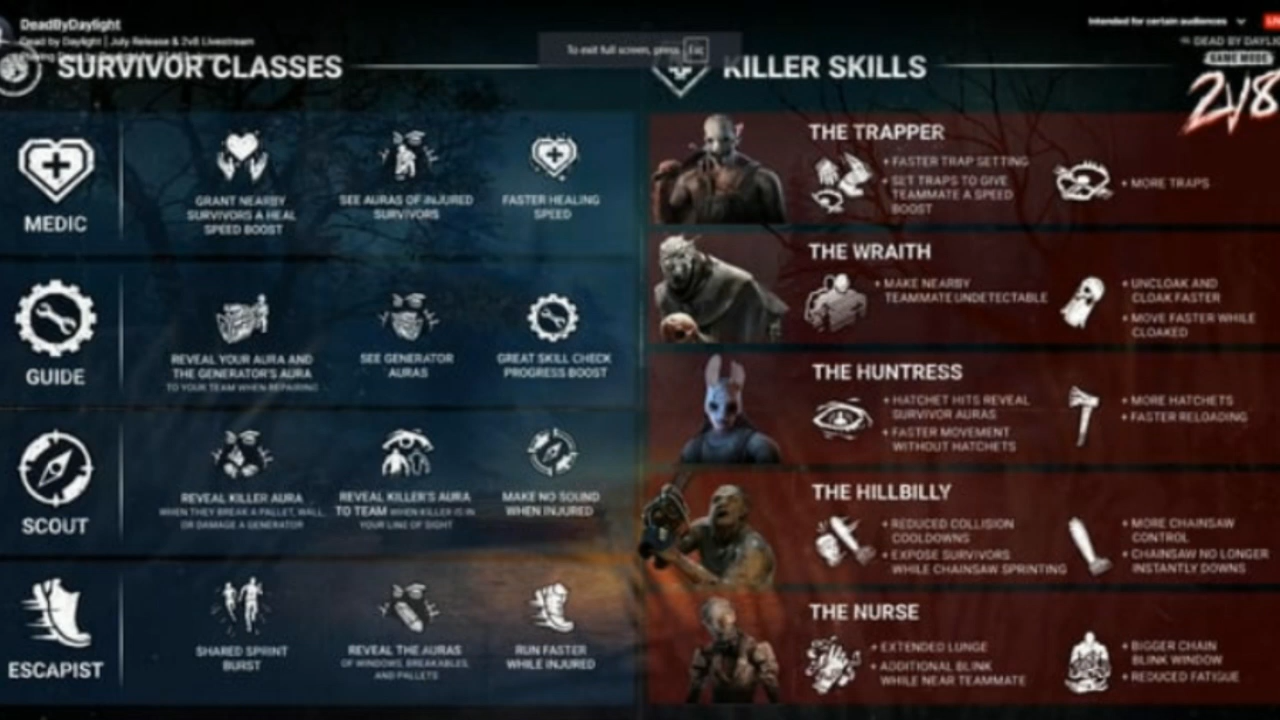 DeadByDaylight
Dead by Daylight | July Release & 2v8 Livestream
To exit full screen, press Esc
Intended for certain audiences
DEAD BY DAYLI
GAME MODE
2v8
SURVIVOR CLASSES
MEDIC
GRANT NEARBY
SURVIVORS A HEAL
SPEED BOOST
SEE AURAS OF INJURED
SURVIVORS
FASTER HEALING
SPEED
GUIDE
REVEAL YOUR AURA AND
THE GENERATOR'S AURA
TO YOUR TEAM WHEN REPAIRING
SEE GENERATOR
AURAS
GREAT SKILL CHECK
PROGRESS BOOST
SCOUT
REVEAL KILLER AURA
WHEN THEY BREAK A PALLET, WALL,
OR DAMAGE A GENERATOR
REVEAL KILLER'S AURA
TO TEAM WHEN KILLER IS IN
YOUR LINE OF SIGHT
MAKE NO SOUND
WHEN INJURED
ESCAPIST
SHARED SPRINT
BURST
REVEAL THE AURAS
OF WINDOWS, BREAKABLES,
AND PALLETS
RUN FASTER
WHILE INJURED
KILLER SKILLS
THE TRAPPER
+ FASTER TRAP SETTING
+ SET TRAPS TO GIVE
TEAMMATE A SPEED
BOOST
+ MORE TRAPS
THE WRAITH
+ MAKE NEARBY
TEAMMATE UNDETECTABLE
+ UNCLOAK AND
CLOAK FASTER
+ MOVE FASTER WHILE
CLOAKED
THE HUNTRESS
+ HATCHET HITS REVEAL
SURVIVOR AURAS
+ FASTER MOVEMENT
WITHOUT HATCHETS
+ MORE HATCHETS
+ FASTER RELOADING
THE HILLBILLY
+ REDUCED COLLISION
COOLDOWNS
+ EXPOSE SURVIVORS
WHILE CHAINSAW SPRINTING
+ MORE CHAINSAW
CONTROL
+ CHAINSAW NO LONGER
INSTANTLY DOWNS
THE NURSE
+ EXTENDED LUNGE
+ ADDITIONAL BLINK
WHILE NEAR TEAMMATE
+ BIGGER CHAIN
BLINK WINDOW
+ REDUCED FATIGUE